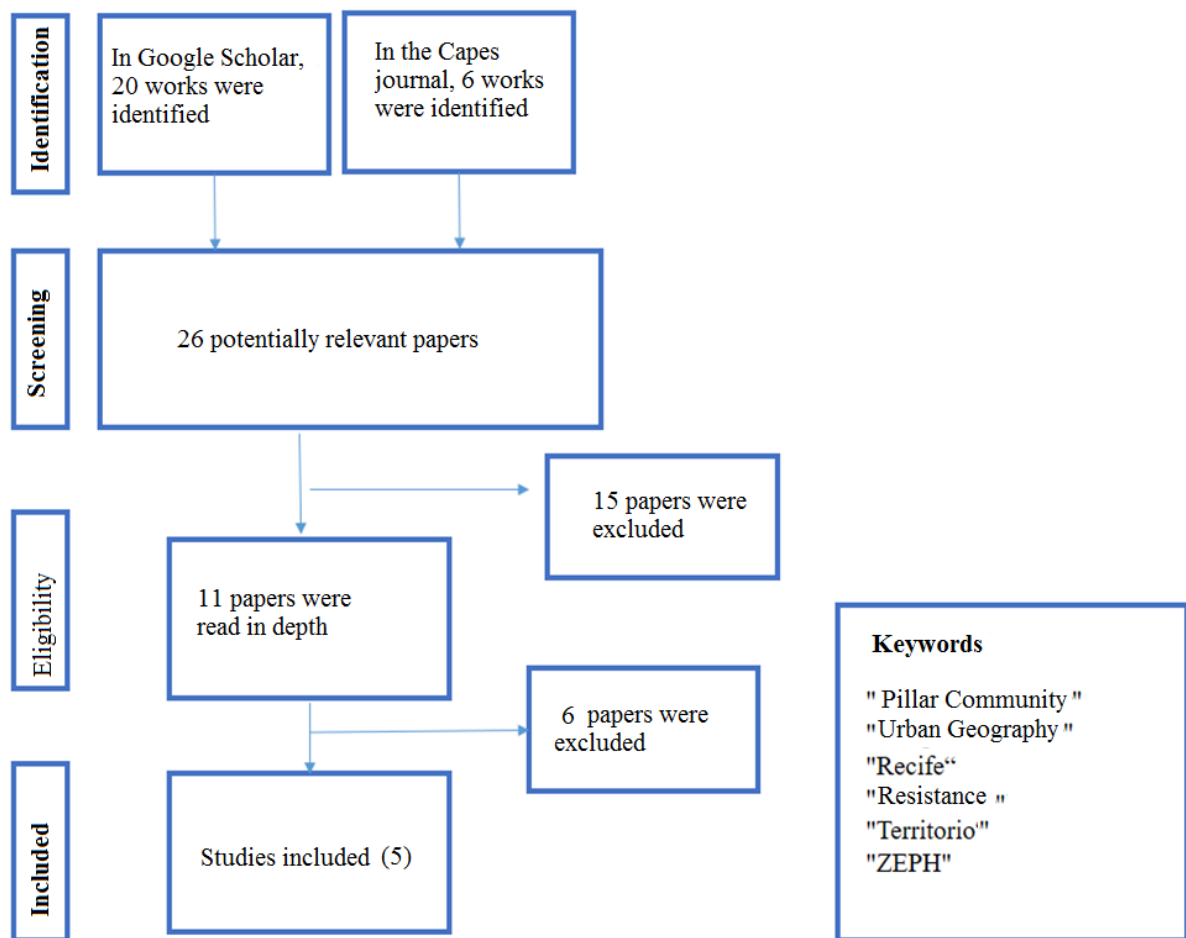 Identification
In Google Scholar,
20 works were
identified
In the Capes
journal, 6 works
were identified
Screening
26 potentially relevant papers
15 papers were
excluded
Eligibility
11 papers were
read in depth
6 papers were
excluded
Included
Studies included (5)
Keywords
" Pillar Community "
"Urban Geography "
"Recife“
"Resistance "
"Territorio'"
"ZEPH"